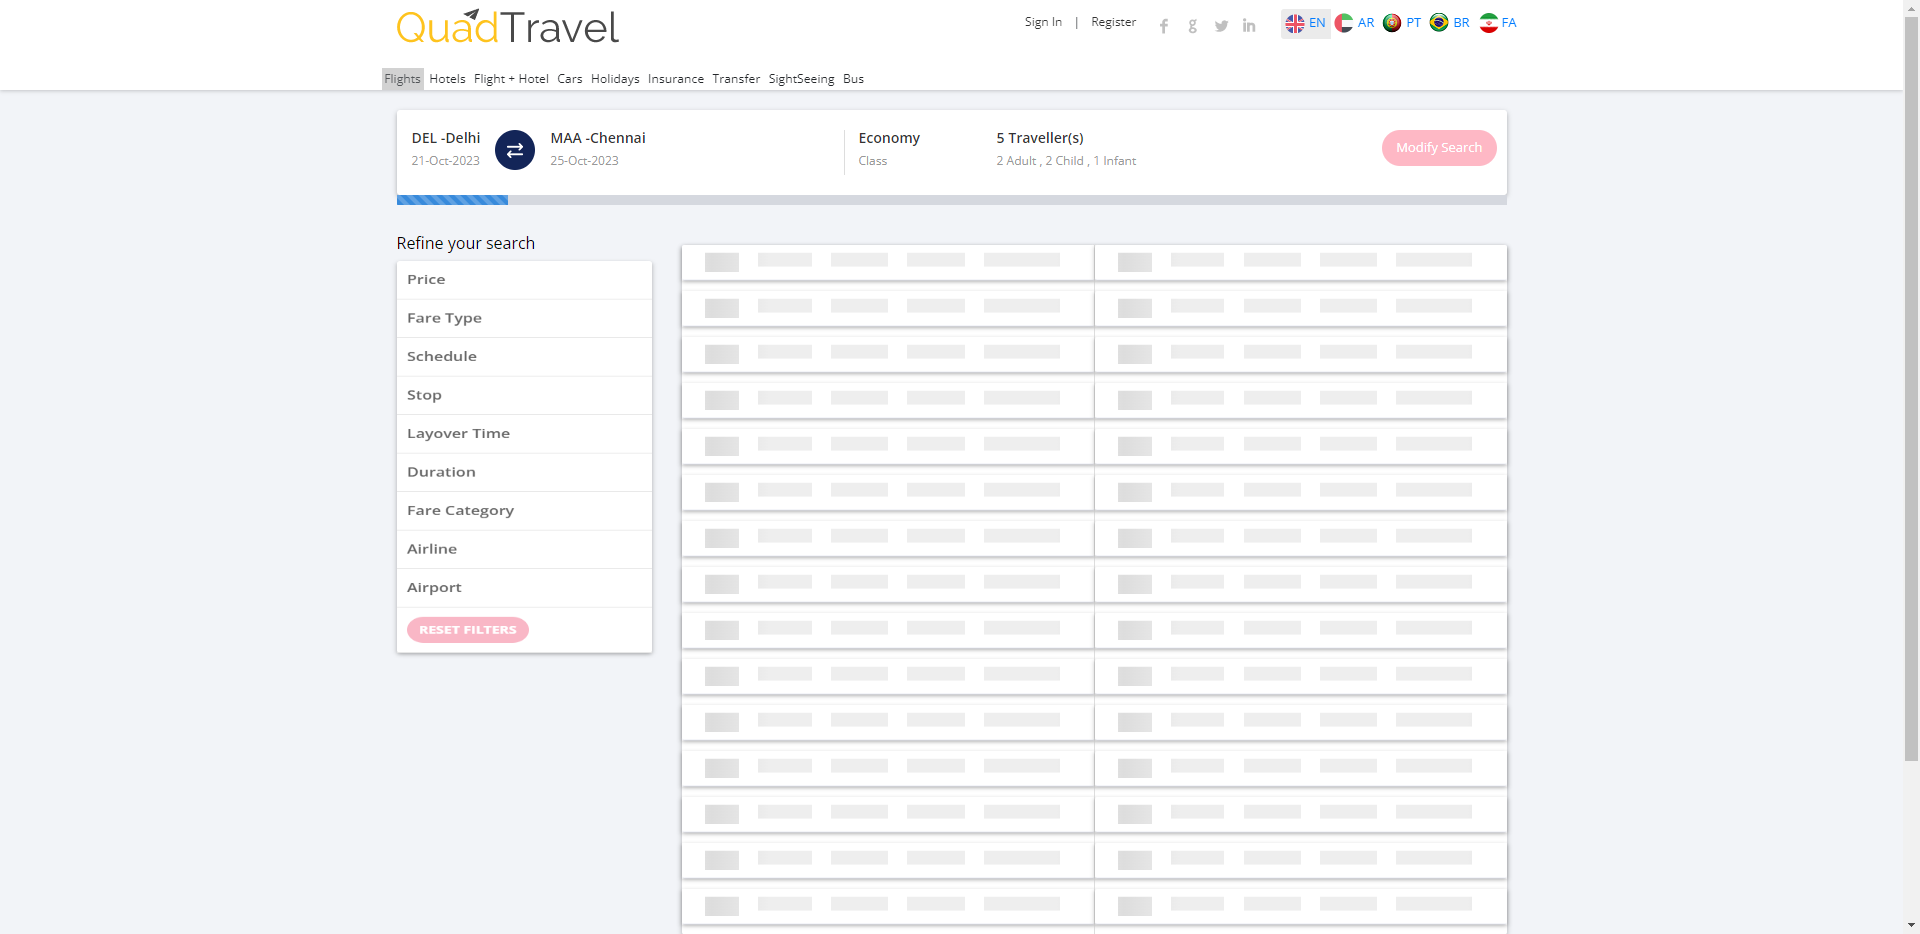 QuadTravel
Sign In | Register
EN AR PT BR FA
Flights Hotels Flight + Hotel Cars Holidays Insurance Transfer SightSeeing Bus
DEL -Delhi
21-Oct-2023
MAA -Chennai
25-Oct-2023
Economy
Class
5 Traveller(s)
2 Adult , 2 Child , 1 Infant
Modify Search
Refine your search
Price
Fare Type
Schedule
Stop
Layover Time
Duration
Fare Category
Airline
Airport
RESET FILTERS